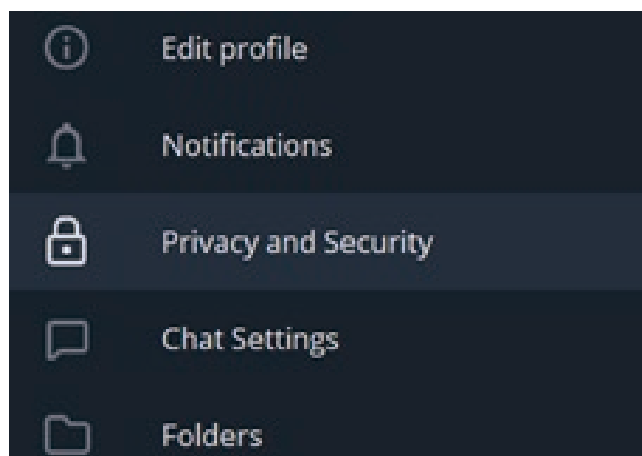 Edit profile
Notifications
Privacy and Security
Chat Settings
Folders